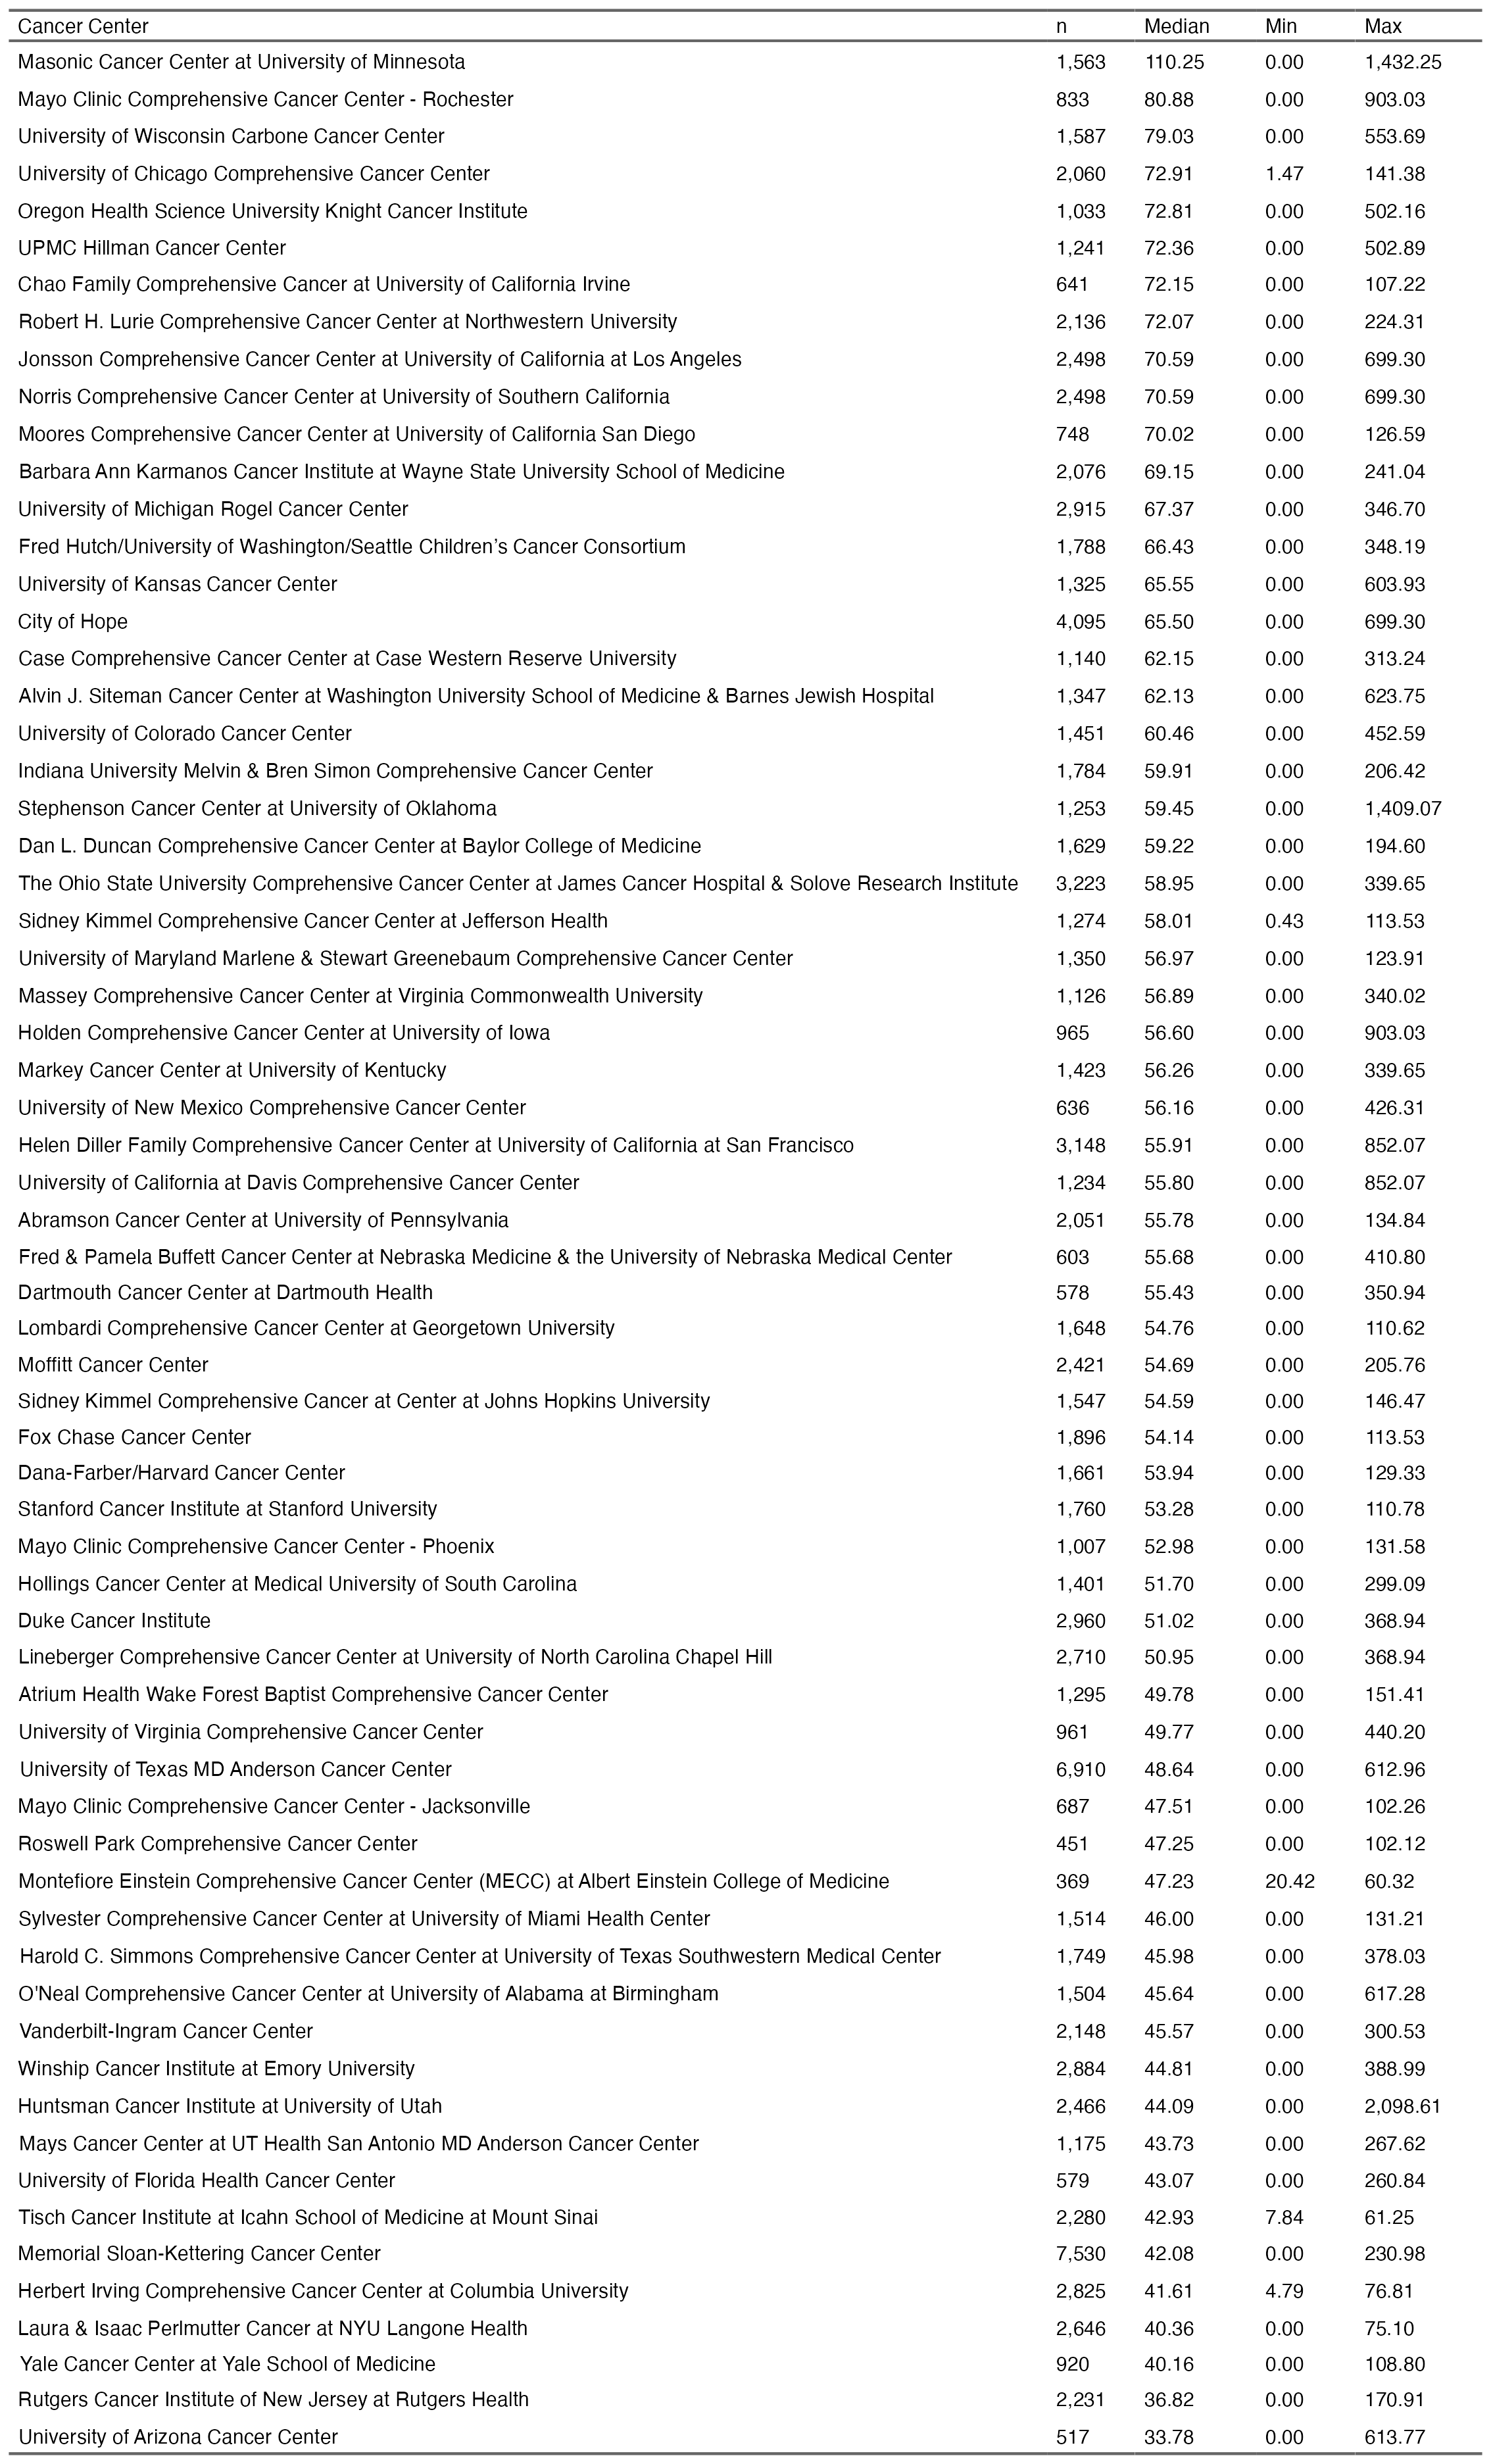 Cancer Center n Median Min Max
Masonic Cancer Center at University of Minnesota 1,563 110.25 0.00 1,432.25
Mayo Clinic Comprehensive Cancer Center - Rochester 833 80.88 0.00 903.03
University of Wisconsin Carbone Cancer Center 1,587 79.03 0.00 553.69
University of Chicago Comprehensive Cancer Center 2,060 72.91 1.47 141.38
Oregon Health Science University Knight Cancer Institute 1,033 72.81 0.00 502.16
UPMC Hillman Cancer Center 1,241 72.36 0.00 502.89
Chao Family Comprehensive Cancer at University of California Irvine 641 72.15 0.00 107.22
Robert H. Lurie Comprehensive Cancer Center at Northwestern University 2,136 72.07 0.00 224.31
Jonsson Comprehensive Cancer Center at University of California at Los Angeles 2,498 70.59 0.00 699.30
Norris Comprehensive Cancer Center at University of Southern California 2,498 70.59 0.00 699.30
Moores Comprehensive Cancer Center at University of California San Diego 748 70.02 0.00 126.59
Barbara Ann Karmanos Cancer Institute at Wayne State University School of Medicine 2,076 69.15 0.00 241.04
University of Michigan Rogel Cancer Center 2,915 67.37 0.00 346.70
Fred Hutch/University of Washington/Seattle Children’s Cancer Consortium 1,788 66.43 0.00 348.19
University of Kansas Cancer Center 1,325 65.55 0.00 603.93
City of Hope 4,095 65.50 0.00 699.30
Case Comprehensive Cancer Center at Case Western Reserve University 1,140 62.15 0.00 313.24
Alvin J. Siteman Cancer Center at Washington University School of Medicine & Barnes Jewish Hospital 1,347 62.13 0.00 623.75
University of Colorado Cancer Center 1,451 60.46 0.00 452.59
Indiana University Melvin & Bren Simon Comprehensive Cancer Center 1,784 59.91 0.00 206.42
Stephenson Cancer Center at University of Oklahoma 1,253 59.45 0.00 1,409.07
Dan L. Duncan Comprehensive Cancer Center at Baylor College of Medicine 1,629 59.22 0.00 194.60
The Ohio State University Comprehensive Cancer Center at James Cancer Hospital & Solove Research Institute 3,223 58.95 0.00 339.65
Sidney Kimmel Comprehensive Cancer Center at Jefferson Health 1,274 58.01 0.43 113.53
University of Maryland Marlene & Stewart Greenebaum Comprehensive Cancer Center 1,350 56.97 0.00 123.91
Massey Comprehensive Cancer Center at Virginia Commonwealth University 1,126 56.89 0.00 340.02
Holden Comprehensive Cancer Center at University of Iowa 965 56.60 0.00 903.03
Markey Cancer Center at University of Kentucky 1,423 56.26 0.00 339.65
University of New Mexico Comprehensive Cancer Center 636 56.16 0.00 426.31
Helen Diller Family Comprehensive Cancer Center at University of California at San Francisco 3,148 55.91 0.00 852.07
University of California at Davis Comprehensive Cancer Center 1,234 55.80 0.00 852.07
Abramson Cancer Center at University of Pennsylvania 2,051 55.78 0.00 134.84
Fred & Pamela Buffett Cancer Center at Nebraska Medicine & the University of Nebraska Medical Center 603 55.68 0.00 410.80
Dartmouth Cancer Center at Dartmouth Health 578 55.43 0.00 350.94
Lombardi Comprehensive Cancer Center at Georgetown University 1,648 54.76 0.00 110.62
Moffitt Cancer Center 2,421 54.69 0.00 205.76
Sidney Kimmel Comprehensive Cancer at Center at Johns Hopkins University 1,547 54.59 0.00 146.47
Fox Chase Cancer Center 1,896 54.14 0.00 113.53
Dana-Farber/Harvard Cancer Center 1,661 53.94 0.00 129.33
Stanford Cancer Institute at Stanford University 1,760 53.28 0.00 110.78
Mayo Clinic Comprehensive Cancer Center - Phoenix 1,007 52.98 0.00 131.58
Hollings Cancer Center at Medical University of South Carolina 1,401 51.70 0.00 299.09
Duke Cancer Institute 2,960 51.02 0.00 368.94
Lineberger Comprehensive Cancer Center at University of North Carolina Chapel Hill 2,710 50.95 0.00 368.94
Atrium Health Wake Forest Baptist Comprehensive Cancer Center 1,295 49.78 0.00 151.41
University of Virginia Comprehensive Cancer Center 961 49.77 0.00 440.20
University of Texas MD Anderson Cancer Center 6,910 48.64 0.00 612.96
Mayo Clinic Comprehensive Cancer Center - Jacksonville 687 47.51 0.00 102.26
Roswell Park Comprehensive Cancer Center 451 47.25 0.00 102.12
Montefiore Einstein Comprehensive Cancer Center (MECC) at Albert Einstein College of Medicine 369 47.23 20.42 60.32
Sylvester Comprehensive Cancer Center at University of Miami Health Center 1,514 46.00 0.00 131.21
Harold C. Simmons Comprehensive Cancer Center at University of Texas Southwestern Medical Center 1,749 45.98 0.00 378.03
O'Neal Comprehensive Cancer Center at University of Alabama at Birmingham 1,504 45.64 0.00 617.28
Vanderbilt-Ingram Cancer Center 2,148 45.57 0.00 300.53
Winship Cancer Institute at Emory University 2,884 44.81 0.00 388.99
Huntsman Cancer Institute at University of Utah 2,466 44.09 0.00 2,098.61
Mays Cancer Center at UT Health San Antonio MD Anderson Cancer Center 1,175 43.73 0.00 267.62
University of Florida Health Cancer Center 579 43.07 0.00 260.84
Tisch Cancer Institute at Icahn School of Medicine at Mount Sinai 2,280 42.93 7.84 61.25
Memorial Sloan-Kettering Cancer Center 7,530 42.08 0.00 230.98
Herbert Irving Comprehensive Cancer Center at Columbia University 2,825 41.61 4.79 76.81
Laura & Isaac Perlmutter Cancer at NYU Langone Health 2,646 40.36 0.00 75.10
Yale Cancer Center at Yale School of Medicine 920 40.16 0.00 108.80
Rutgers Cancer Institute of New Jersey at Rutgers Health 2,231 36.82 0.00 170.91
University of Arizona Cancer Center 517 33.78 0.00 613.77